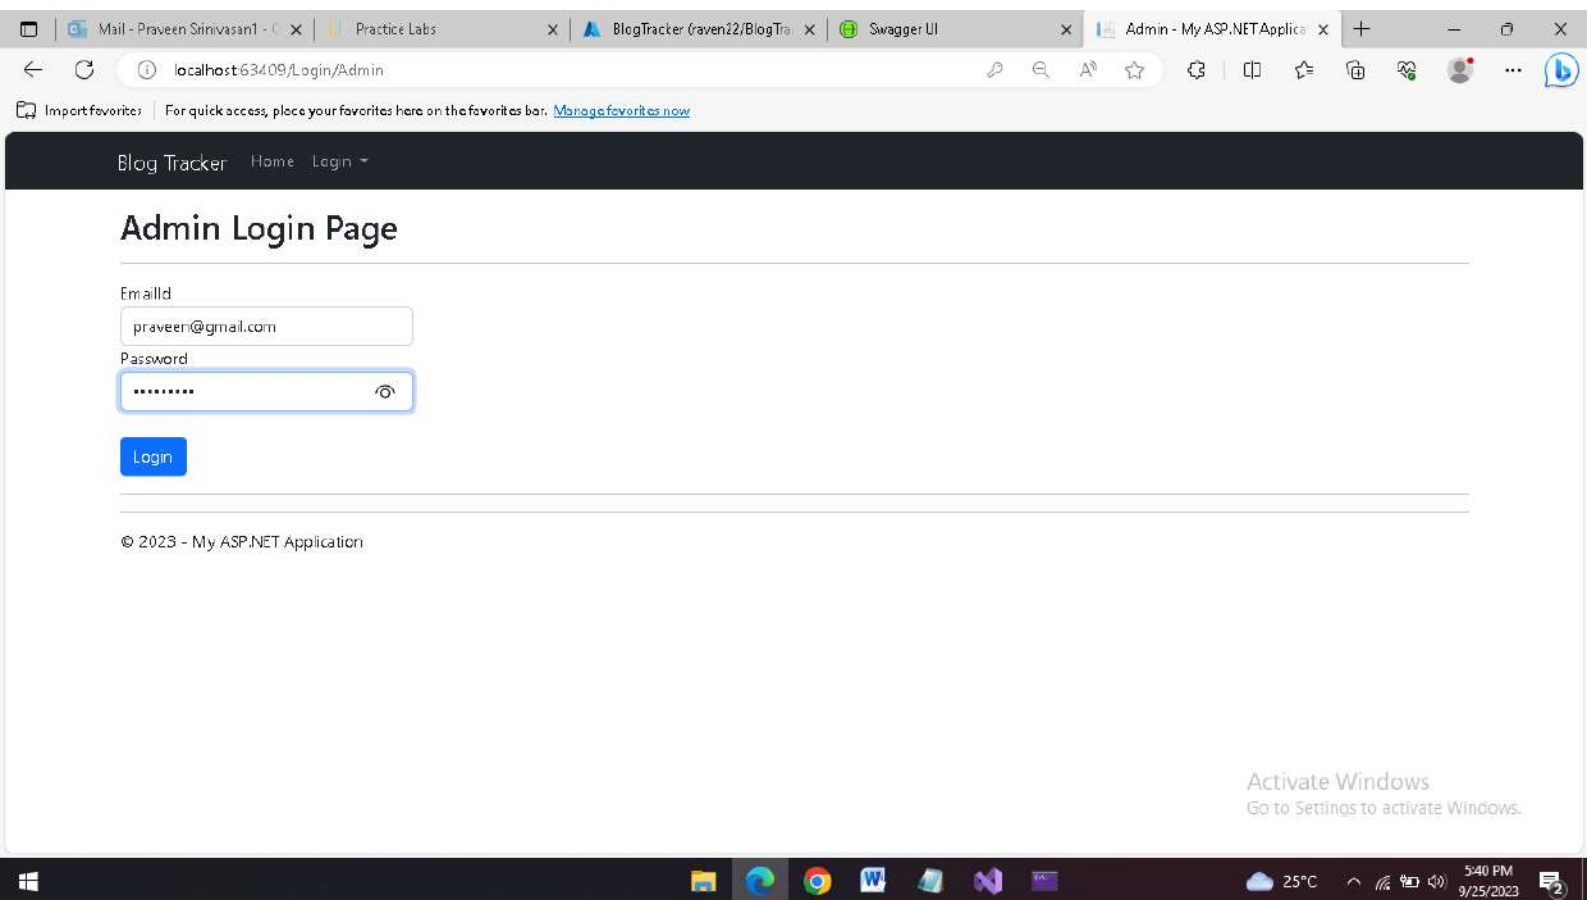 Mail - Praveen Srinivasan1 - O
Practice Labs
BlogTracker (raven22/BlogTra
Swagger UI
Admin - My ASP.NET Applica
localhost:63409/Login/Admin
Import favorites
For quick access, place your favorites here on the favorites bar. Manage favorites now
Blog Tracker Home Login
Admin Login Page
EmailId
praveen@gmail.com
Password
•••••••••
Login
© 2023 - My ASP.NET Application
Activate Windows
Go to Settings to activate Windows.
25°C
5:40 PM
9/25/2023
2